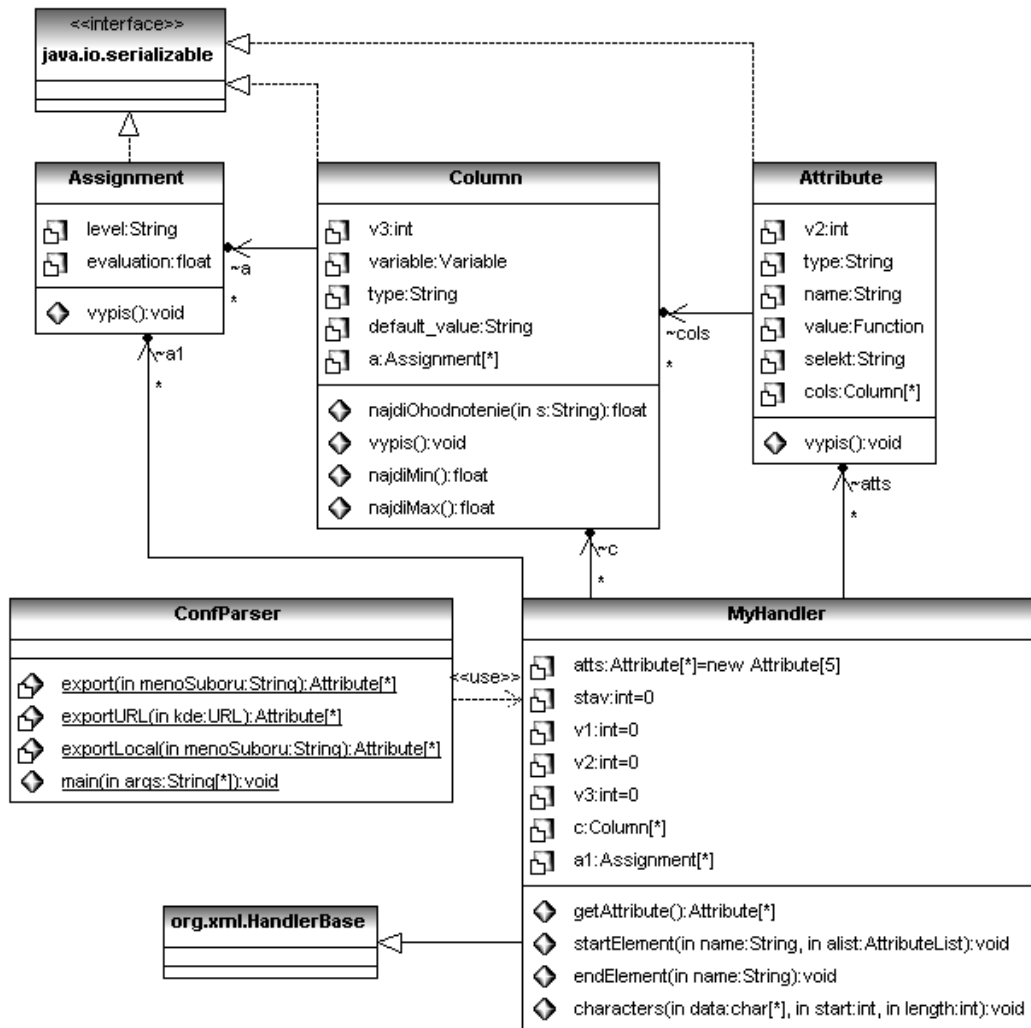 <<interface>>
java.io.serializable
Assignment
level:String
evaluation:float
vypis():void
~a
*
~a1
*
Column
v3:int
variable:Variable
type:String
default_value:String
a:Assignment[*]
najdiOhodnotenie(in s:String):float
vypis():void
najdiMin():float
najdiMax():float
~cols
*
~c
*
Attribute
v2:int
type:String
name:String
value:Function
selekt:String
cols:Column[*]
vypis():void
~atts
*
ConfParser
export(in menoSuboru:String):Attribute[*]
exportURL(in kde:URL):Attribute[*]
exportLocal(in menoSuboru:String):Attribute[*]
main(in args:String[*]):void
<<use>>
MyHandler
atts:Attribute[*]=new Attribute[5]
stav:int=0
v1:int=0
v2:int=0
v3:int=0
c:Column[*]
a1:Assignment[*]
getAttribute():Attribute[*]
startElement(in name:String, in alist:AttributeList):void
endElement(in name:String):void
characters(in data:char[*], in start:int, in length:int):void
org.xml.HandlerBase